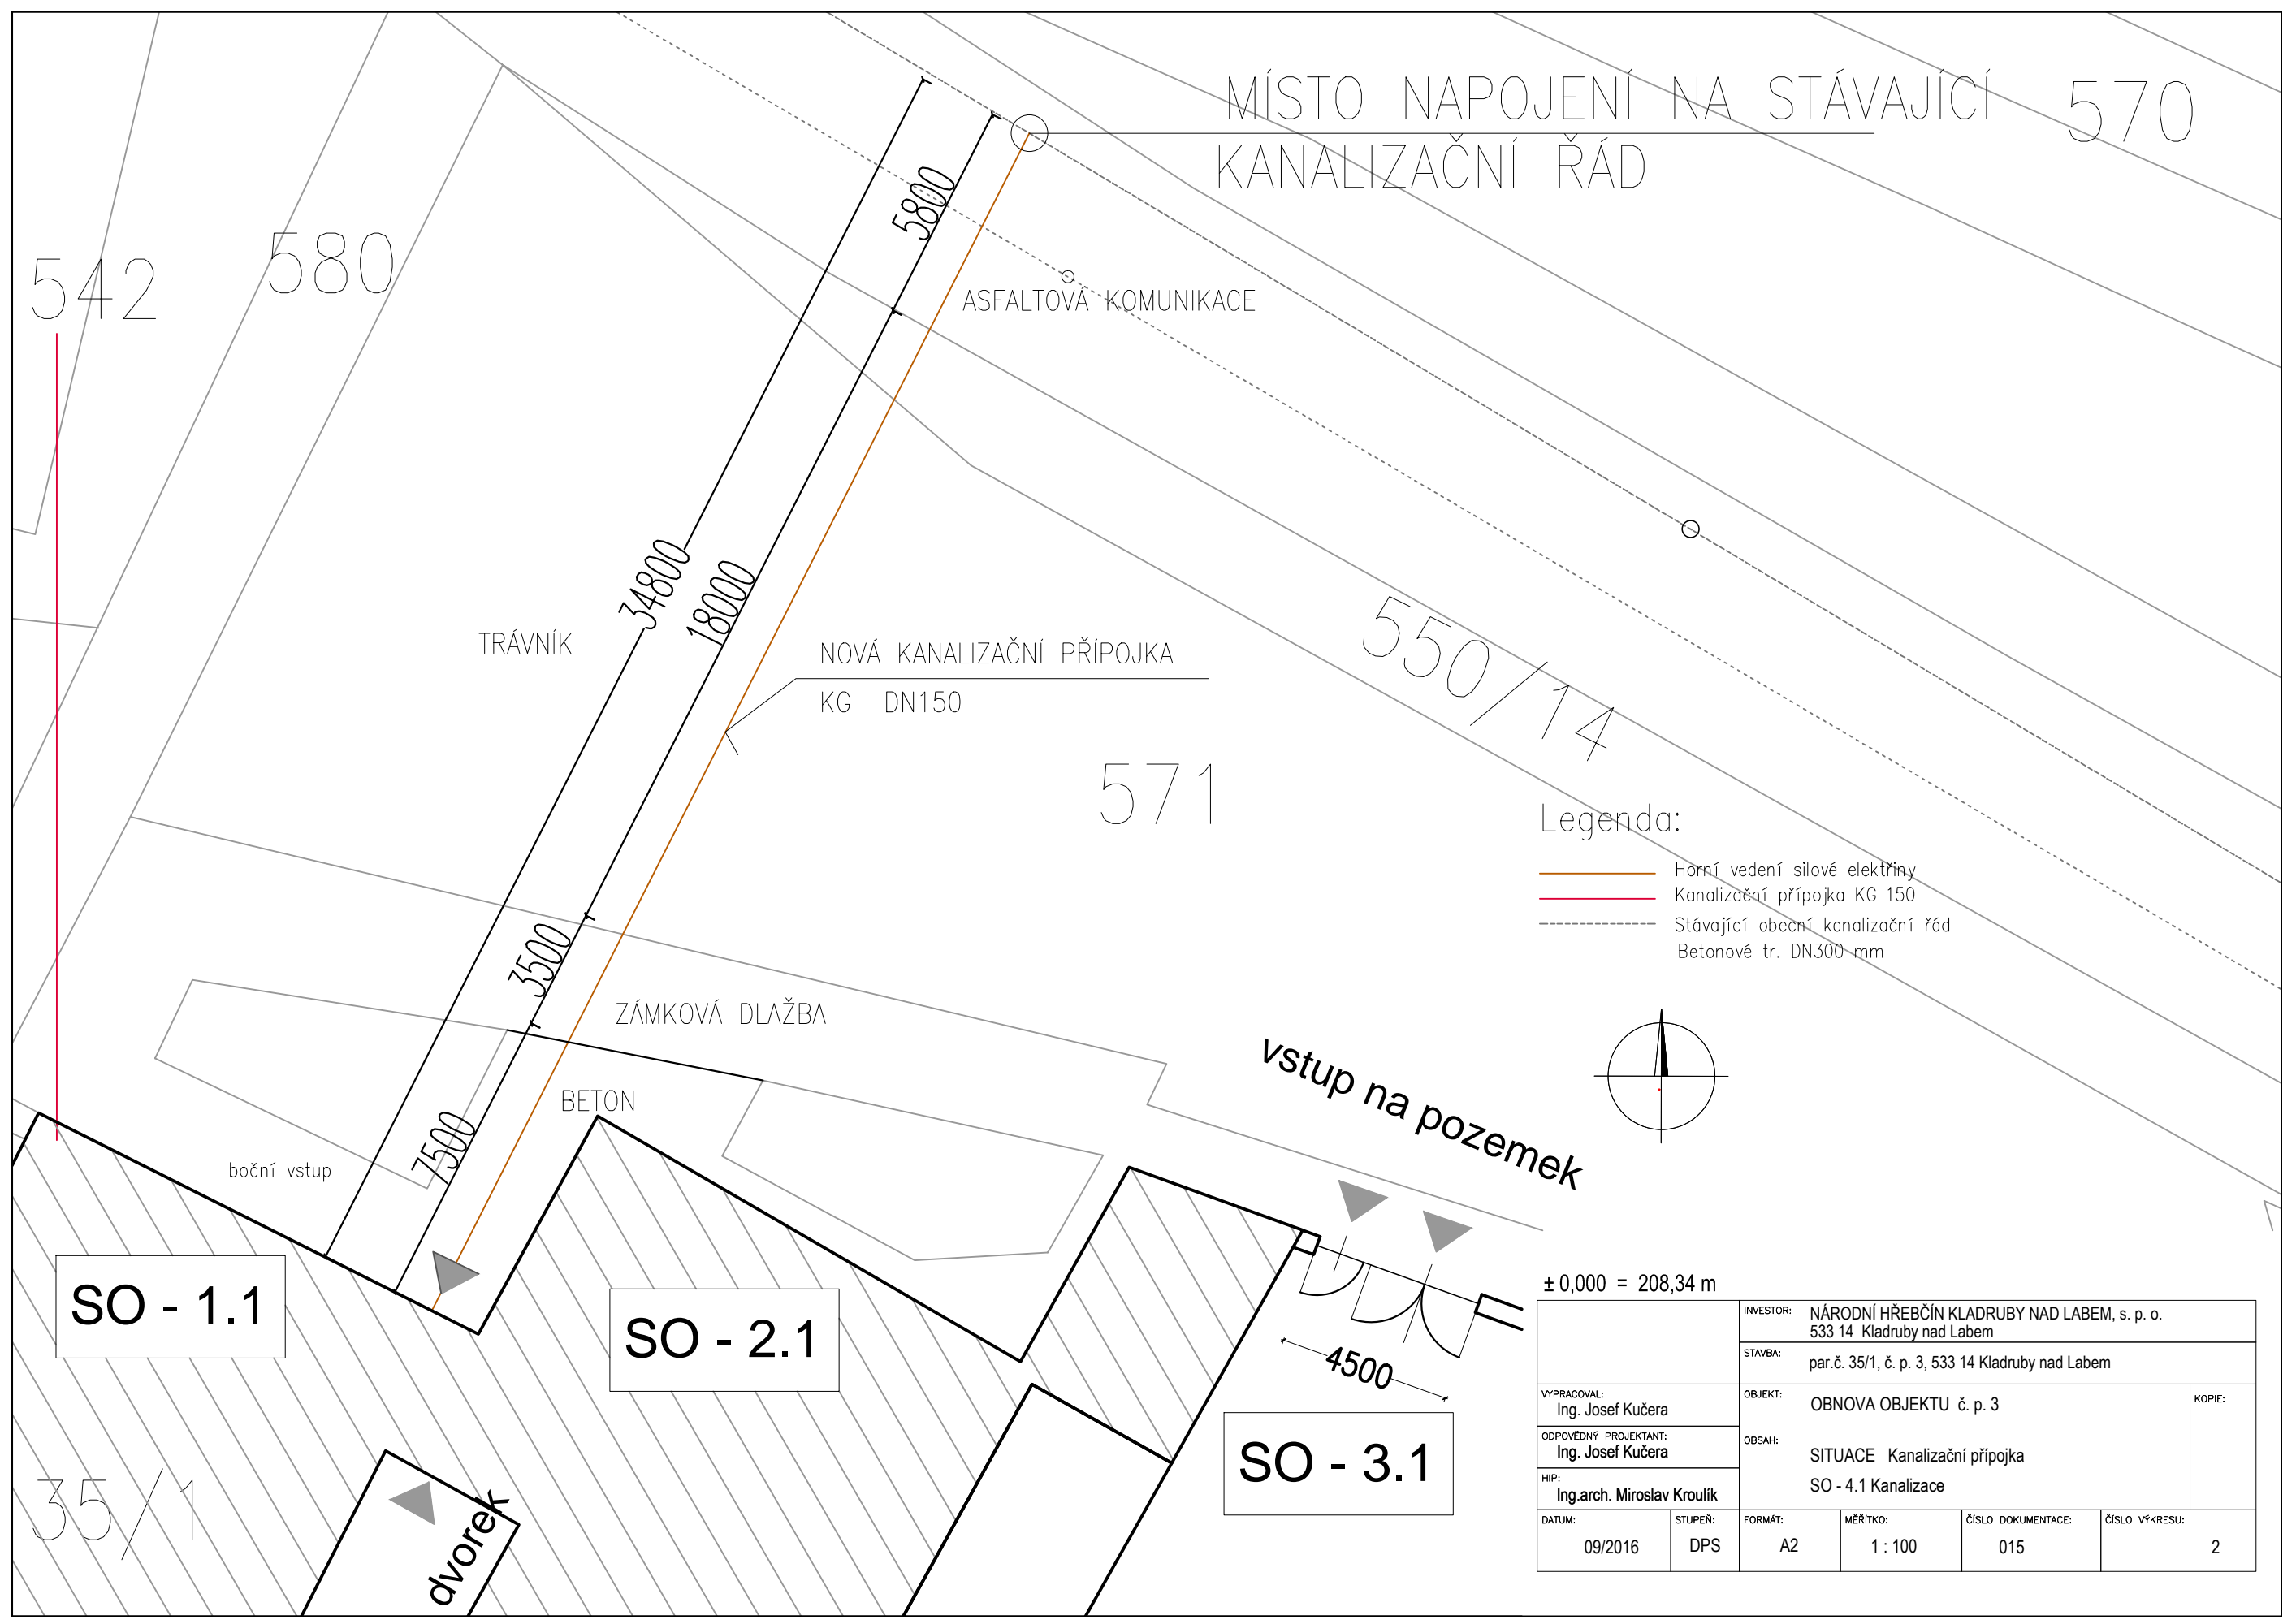 MÍSTO NAPOJENÍ NA STÁVAJÍCÍ
KANALIZAČNÍ ŘÁD
570
542
580
5800
ASFALTOVÁ KOMUNIKACE
34800
18000
TRÁVNÍK
NOVÁ KANALIZAČNÍ PŘÍPOJKA
KG DN150
550/14
571
Legenda:
Horní vedení silové elektřiny
Kanalizační přípojka KG 150
Stávající obecní kanalizační řád
Betonové tr. DN300 mm
3500
ZÁMKOVÁ DLAŽBA
BETON
7500
boční vstup
vstup na pozemek
SO - 1.1
SO - 2.1
4500
SO - 3.1
35/1
dvorek
± 0,000 = 208,34 m
INVESTOR: NÁRODNÍ HŘEBČÍN KLADRUBY NAD LABEM, s. p. o.
533 14 Kladruby nad Labem
STAVBA: par.č. 35/1, č. p. 3, 533 14 Kladruby nad Labem
VYPRACOVAL:
Ing. Josef Kučera
OBJEKT: OBNOVA OBJEKTU č. p. 3
KOPIE:
ODPOVĚDNÝ PROJEKTANT:
Ing. Josef Kučera
OBSAH: SITUACE Kanalizační přípojka
SO - 4.1 Kanalizace
HIP:
Ing.arch. Miroslav Kroulík
DATUM: STUPEŇ: FORMÁT: MĚŘÍTKO: ČÍSLO DOKUMENTACE: ČÍSLO VÝKRESU:
09/2016 DPS A2 1 : 100 015 2